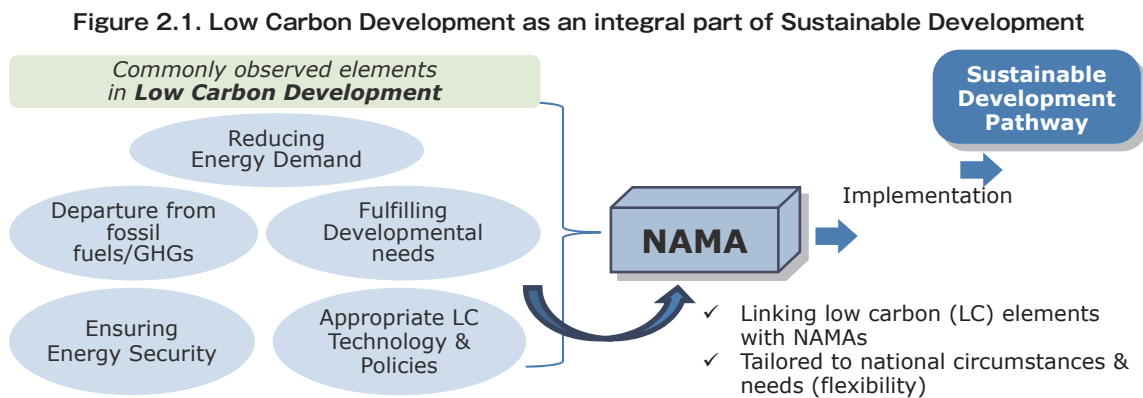 Figure 2.1. Low Carbon Development as an integral part of Sustainable Development
Commonly observed elements
in Low Carbon Development
Reducing
Energy Demand
Departure from
fossil
fuels/GHGs
Fulfilling
Developmental
needs
Ensuring
Energy Security
Appropriate LC
Technology &
Policies
NAMA
Implementation
Sustainable
Development
Pathway
✓ Linking low carbon (LC) elements
with NAMAs
✓ Tailored to national circumstances &
needs (flexibility)